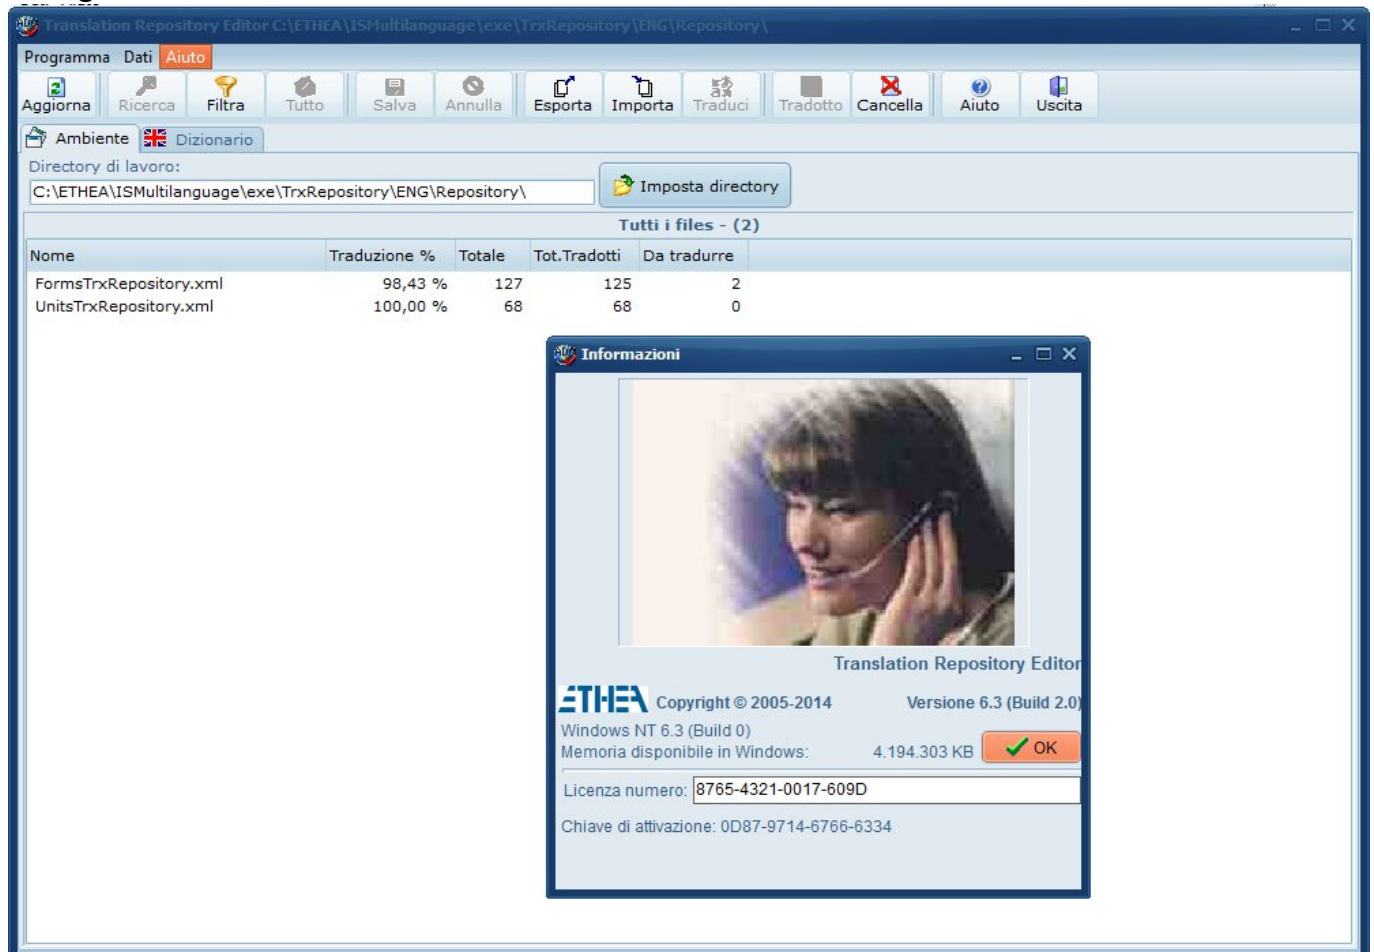 Translation Repository Editor C:\ETHEA\ISMultilanguage\exe\TrxRepository\ENG\Repository\
Programma Dati Aiuto
Aggiorna Ricerca Filtra Tutto Salva Annulla Esporta Importa Traduci Tradotto Cancella Aiuto Uscita
Ambiente Dizionario
Directory di lavoro:
C:\ETHEA\ISMultilanguage\exe\TrxRepository\ENG\Repository\ Imposta directory
Tutti i files - (2)
Nome Traduzione % Totale Tot.Tradotti Da tradurre
FormsTrxRepository.xml 98,43 % 127 125 2
UnitsTrxRepository.xml 100,00 % 68 68 0
Informazioni
Translation Repository Editor
ETHEA Copyright © 2005-2014 Versione 6.3 (Build 2.0)
Windows NT 6.3 (Build 0)
Memoria disponibile in Windows: 4.194.303 KB OK
Licenza numero: 8765-4321-0017-609D
Chiave di attivazione: 0D87-9714-6766-6334